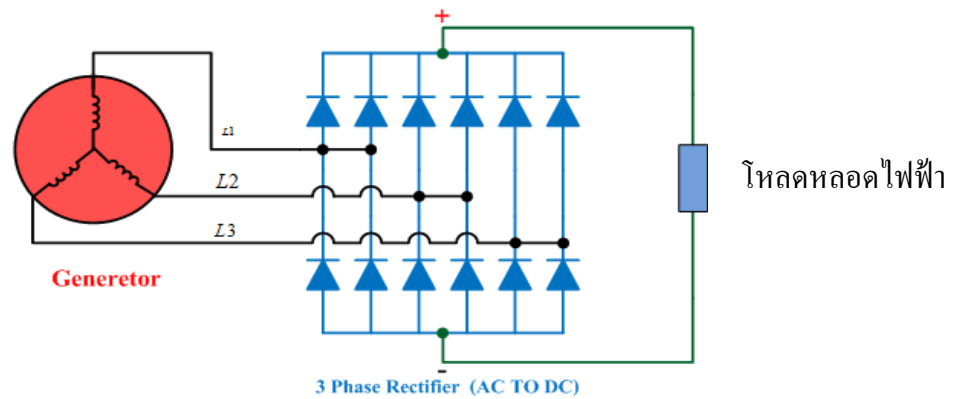 +
L1
L2
L3
โหลดหลอดไฟฟ้า
Generetor
-
3 Phase Rectifier (AC TO DC)